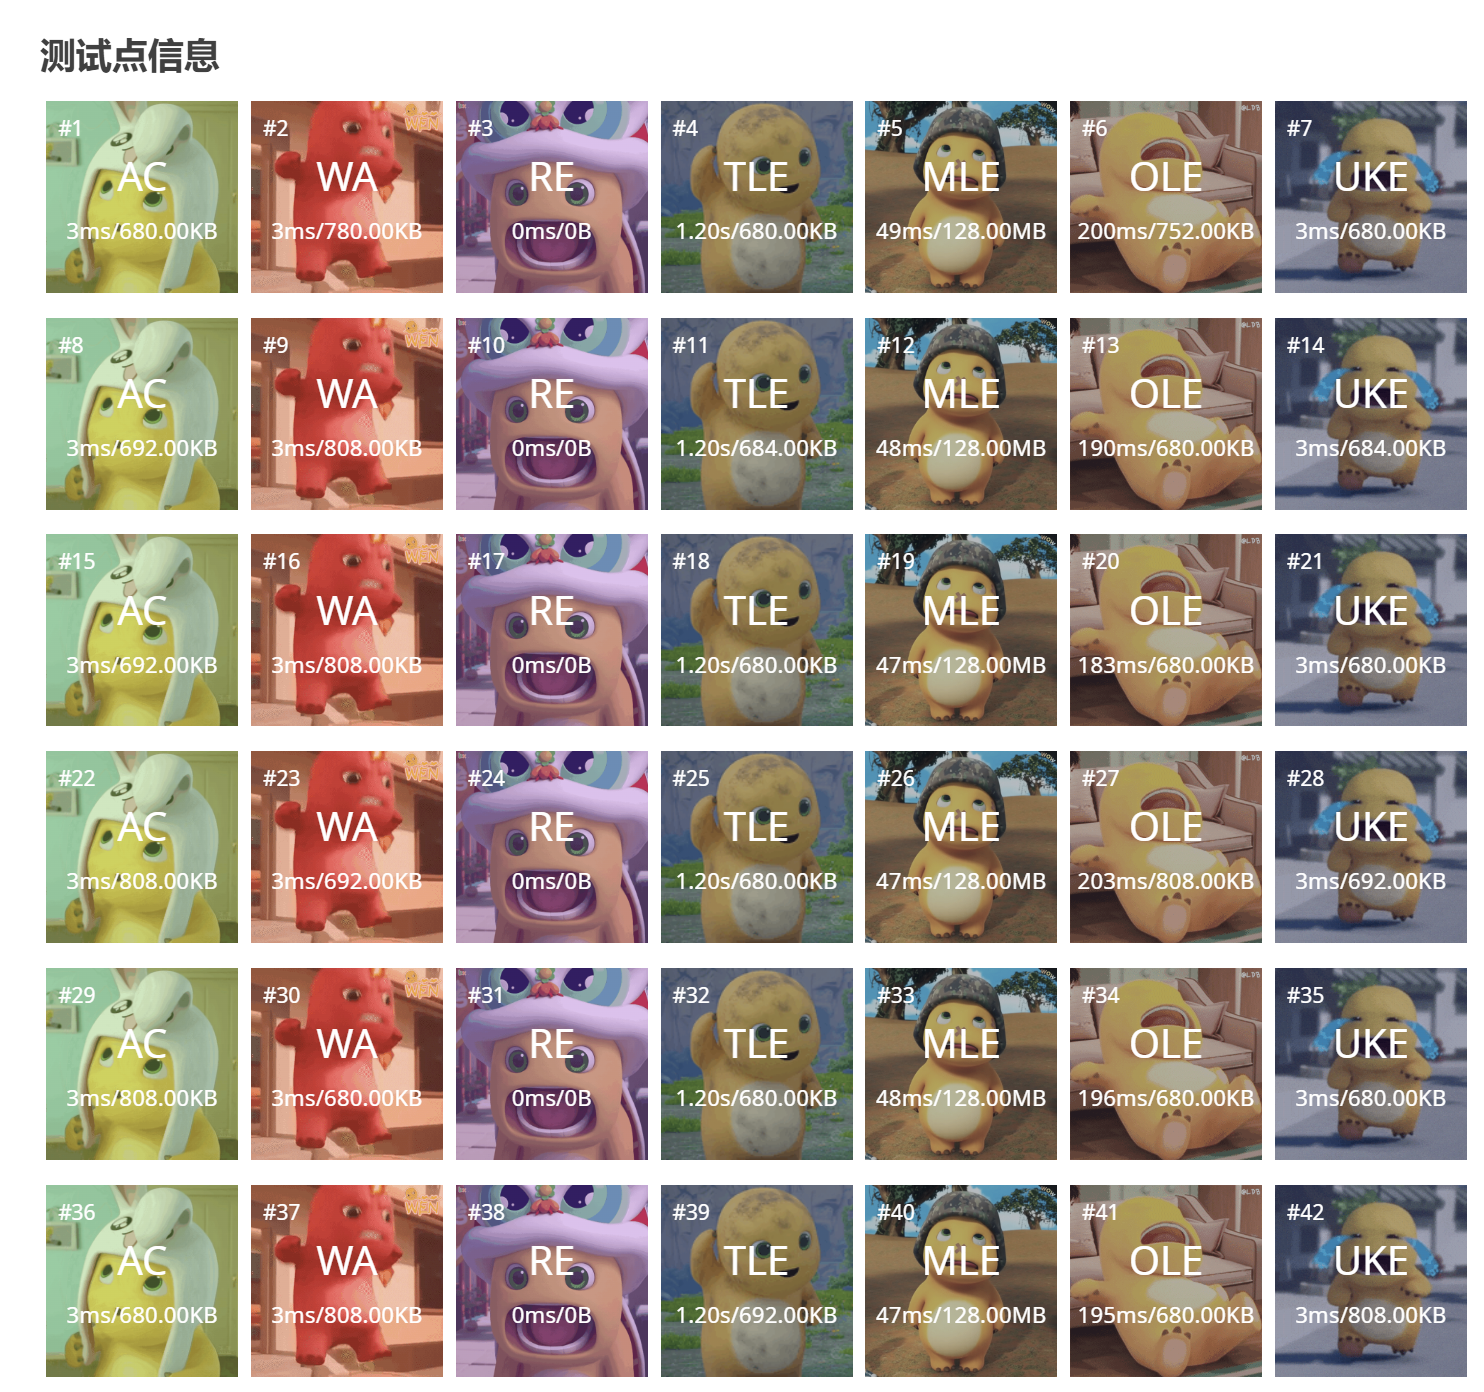 测试点信息
#1
AC
3ms/680.00KB
#2
WA
3ms/780.00KB
#3
RE
0ms/0B
#4
TLE
1.20s/680.00KB
#5
MLE
49ms/128.00MB
#6
OLE
200ms/752.00KB
#7
UKE
3ms/680.00KB
#8
AC
3ms/692.00KB
#9
WA
3ms/808.00KB
#10
RE
0ms/0B
#11
TLE
1.20s/684.00KB
#12
MLE
48ms/128.00MB
#13
OLE
190ms/680.00KB
#14
UKE
3ms/684.00KB
#15
AC
3ms/692.00KB
#16
WA
3ms/808.00KB
#17
RE
0ms/0B
#18
TLE
1.20s/680.00KB
#19
MLE
47ms/128.00MB
#20
OLE
183ms/680.00KB
#21
UKE
3ms/680.00KB
#22
AC
3ms/808.00KB
#23
WA
3ms/692.00KB
#24
RE
0ms/0B
#25
TLE
1.20s/680.00KB
#26
MLE
47ms/128.00MB
#27
OLE
203ms/808.00KB
#28
UKE
3ms/692.00KB
#29
AC
3ms/808.00KB
#30
WA
3ms/680.00KB
#31
RE
0ms/0B
#32
TLE
1.20s/680.00KB
#33
MLE
48ms/128.00MB
#34
OLE
196ms/680.00KB
#35
UKE
3ms/680.00KB
#36
AC
3ms/680.00KB
#37
WA
3ms/808.00KB
#38
RE
0ms/0B
#39
TLE
1.20s/692.00KB
#40
MLE
47ms/128.00MB
#41
OLE
195ms/680.00KB
#42
UKE
3ms/808.00KB